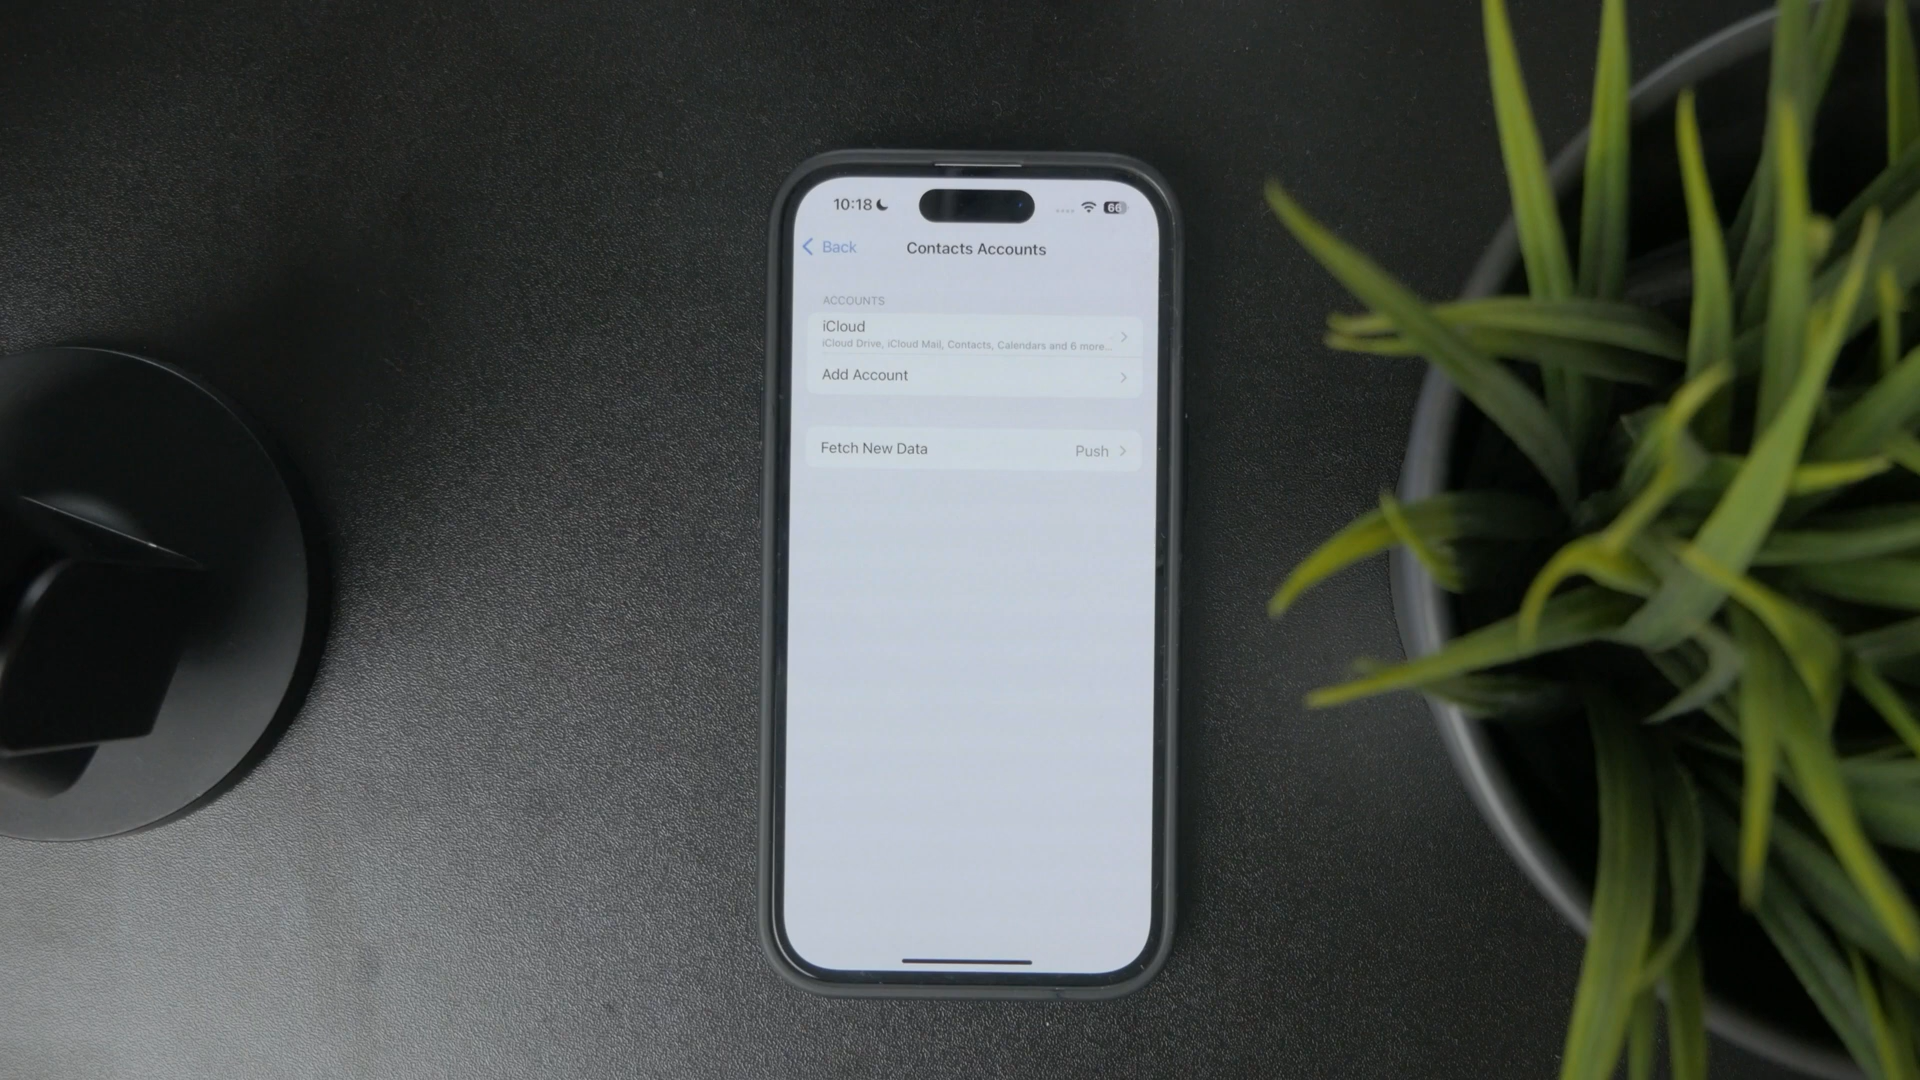 10:18
66
Back
Contacts Accounts
ACCOUNTS
iCloud
iCloud Drive, iCloud Mail, Contacts, Calendars and 6 more...
Add Account
Fetch New Data
Push